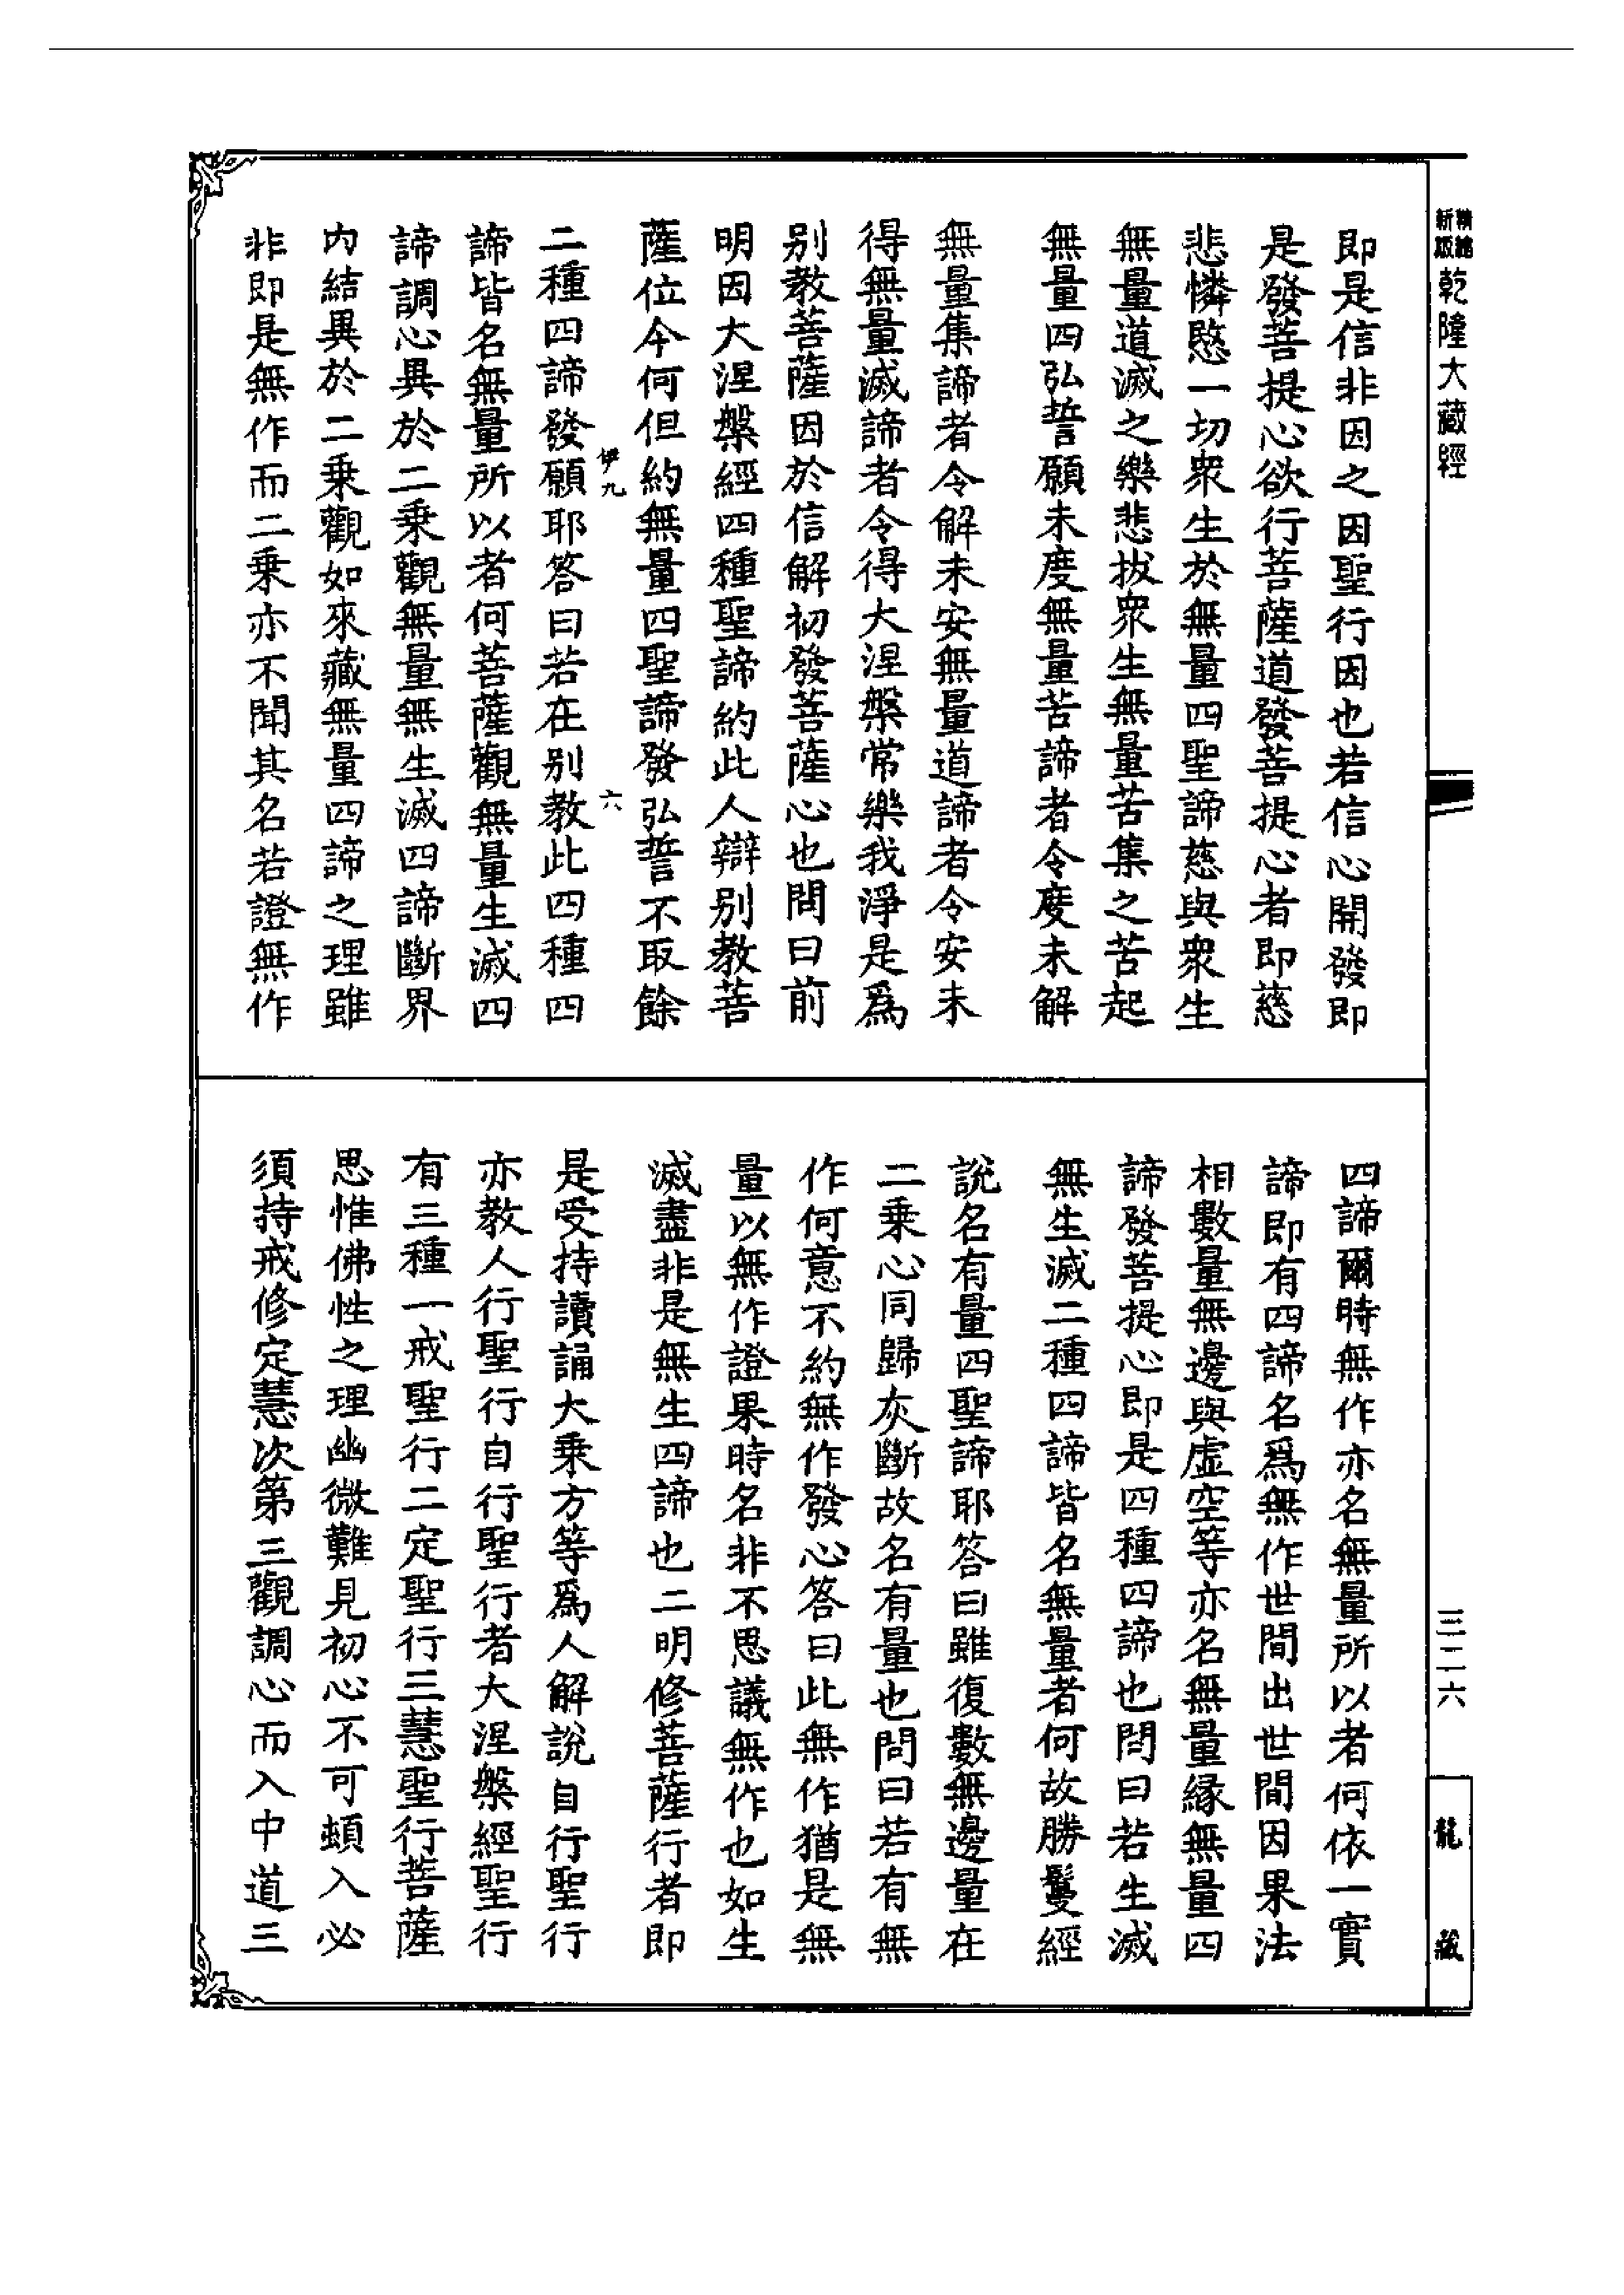 精縮
新版
乾隆大藏經
三二六
龍藏
即是信非因之因聖行因也若信心開發即
是發菩提心欲行菩薩道發菩提心者即慈
悲憐愍一切衆生於無量四聖諦慈與衆生
無量道滅之樂悲拔衆生無量苦集之苦起
無量四弘誓願未度無量苦諦者令度未解
無量集諦者令解未安無量道諦者令安未
得無量滅諦者令得大涅槃常樂我淨是爲
别教菩薩因於信解初發菩薩心也問曰前
明因大涅槃經四種聖諦約此人辯别教菩
薩位今何但約無量四聖諦發弘誓不取餘
伊九 六
二種四諦發願耶答曰若在别教此四種四
諦皆名無量所以者何菩薩觀無量生滅四
諦調心異於二乘觀無量無生滅四諦斷界
内結異於二乘觀如來藏無量四諦之理雖
非即是無作而二乘亦不聞其名若證無作
四諦爾時無作亦名無量所以者何依一實
諦即有四諦名爲無作世間出世間因果法
相數量無邊與虛空等亦名無量緣無量四
諦發菩提心即是四種四諦也問曰若生滅
無生滅二種四諦皆名無量者何故勝鬘經
說名有量四聖諦耶答曰雖復數無邊量在
二乘心同歸灰斷故名有量也問曰若有無
作何意不約無作發心答曰此無作猶是無
量以無作證果時名非不思議無作也如生
滅盡非是無生四諦也二明修菩薩行者即
是受持讀誦大乘方等爲人解說自行聖行
亦教人行聖行自行聖行者大涅槃經聖行
有三種一戒聖行二定聖行三慧聖行菩薩
思惟佛性之理幽微難見初心不可頓入必
須持戒修定慧次第三觀調心而入中道三